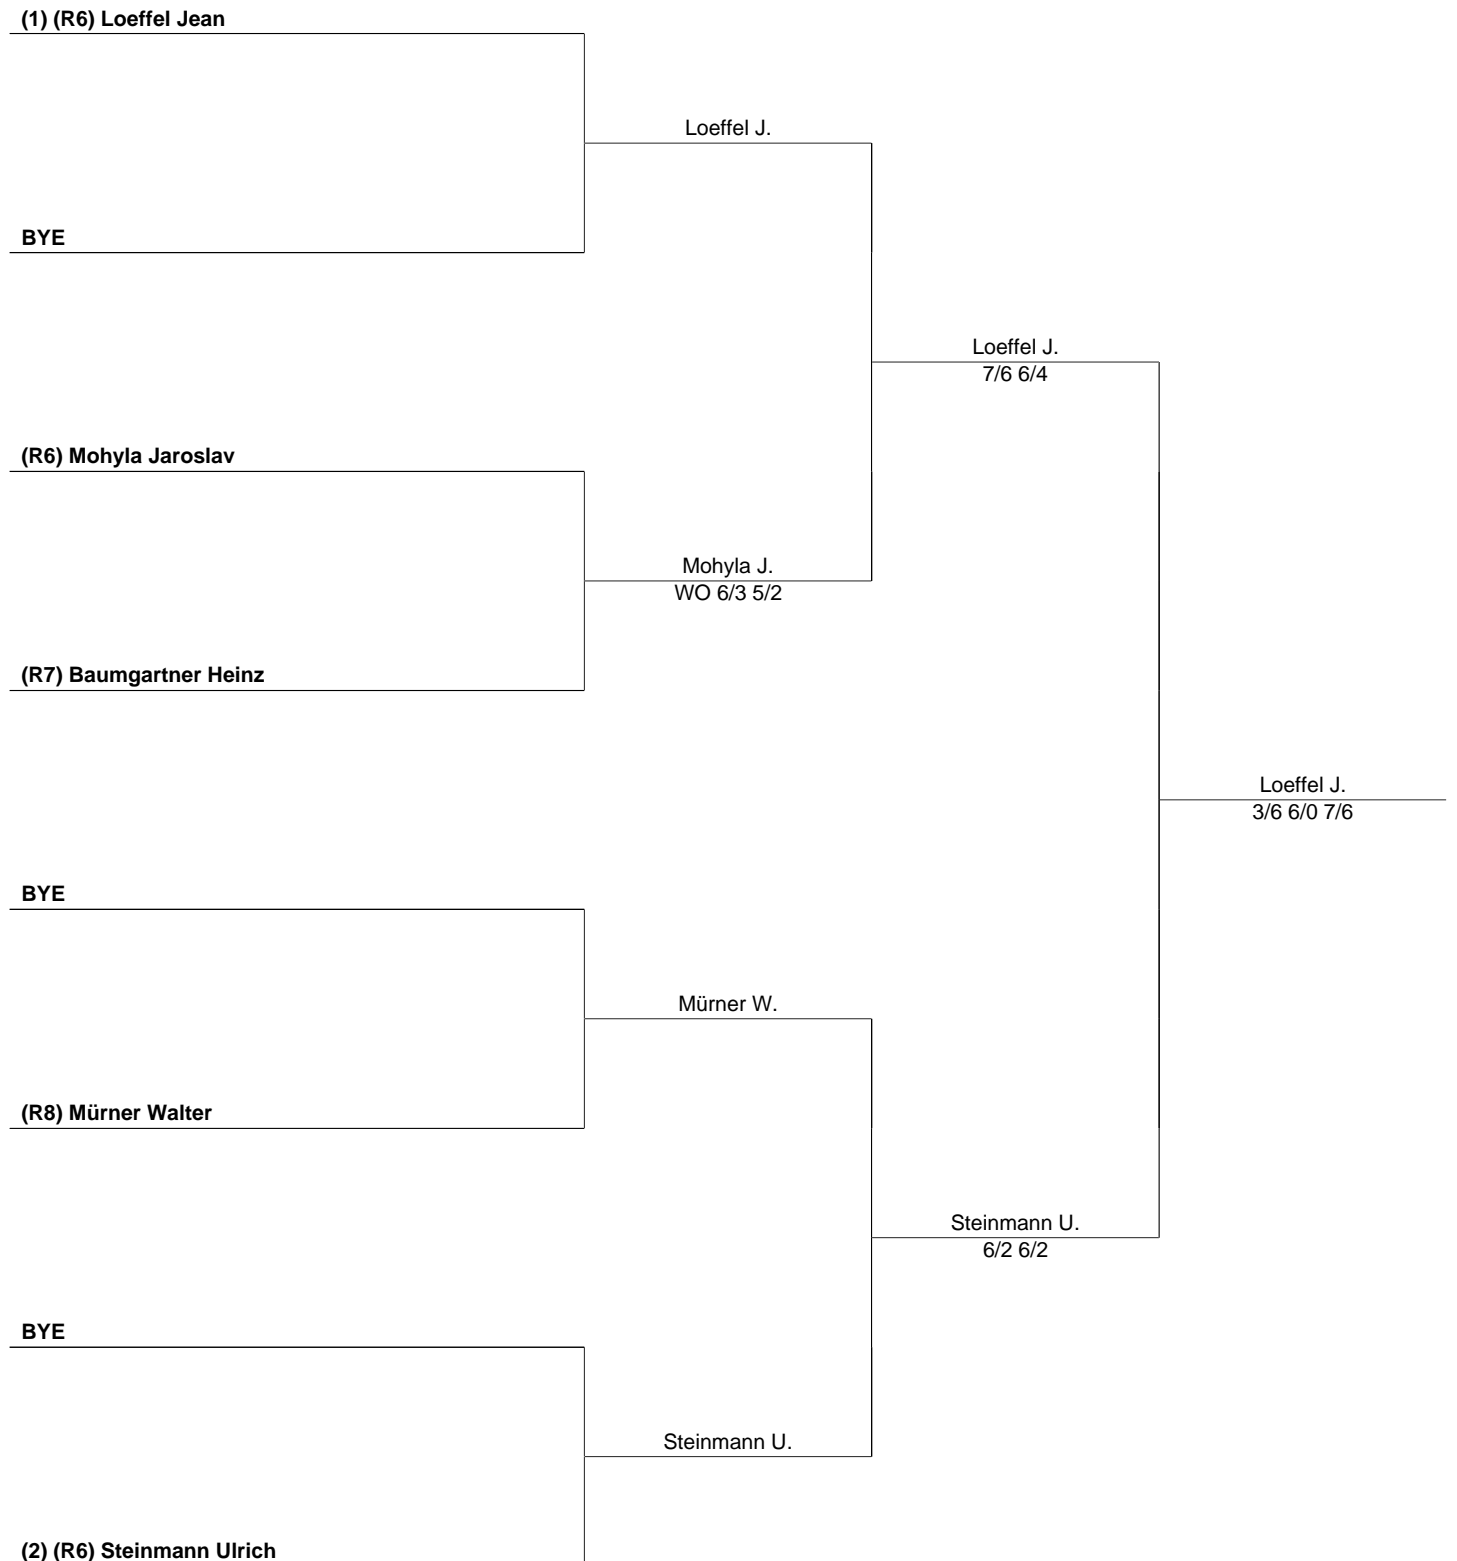 (1) (R6) Loeffel Jean
Loeffel J.
BYE
Loeffel J.
7/6 6/4
(R6) Mohyla Jaroslav
Mohyla J.
WO 6/3 5/2
(R7) Baumgartner Heinz
Loeffel J.
3/6 6/0 7/6
BYE
Mürner W.
(R8) Mürner Walter
Steinmann U.
6/2 6/2
BYE
Steinmann U.
(2) (R6) Steinmann Ulrich